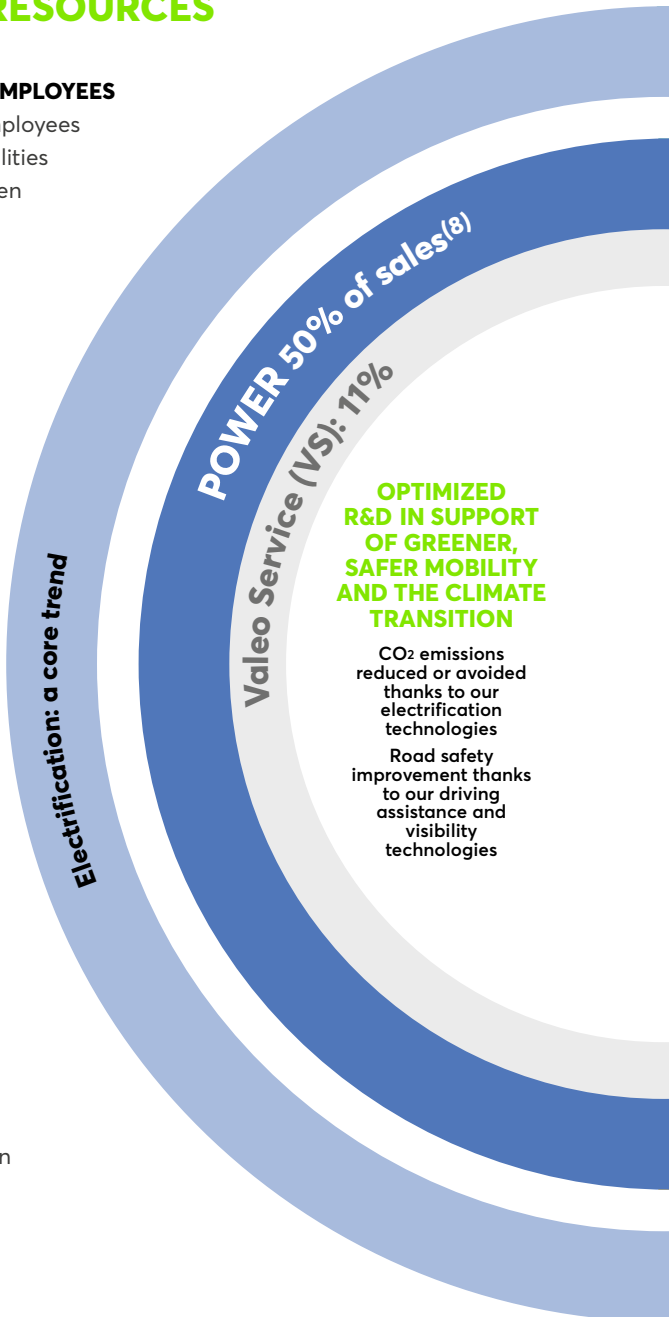 RESOURCES
MPLOYEES
ployees
lities
en
POWER 50% of sales(8)
Valeo Service (VS): 11%
Electrification: a core trend
OPTIMIZED
R&D IN SUPPORT
OF GREENER,
SAFER MOBILITY
AND THE CLIMATE
TRANSITION
CO2 emissions
reduced or avoided
thanks to our
electrification
technologies
Road safety
improvement thanks
to our driving
assistance and
visibility
technologies
n